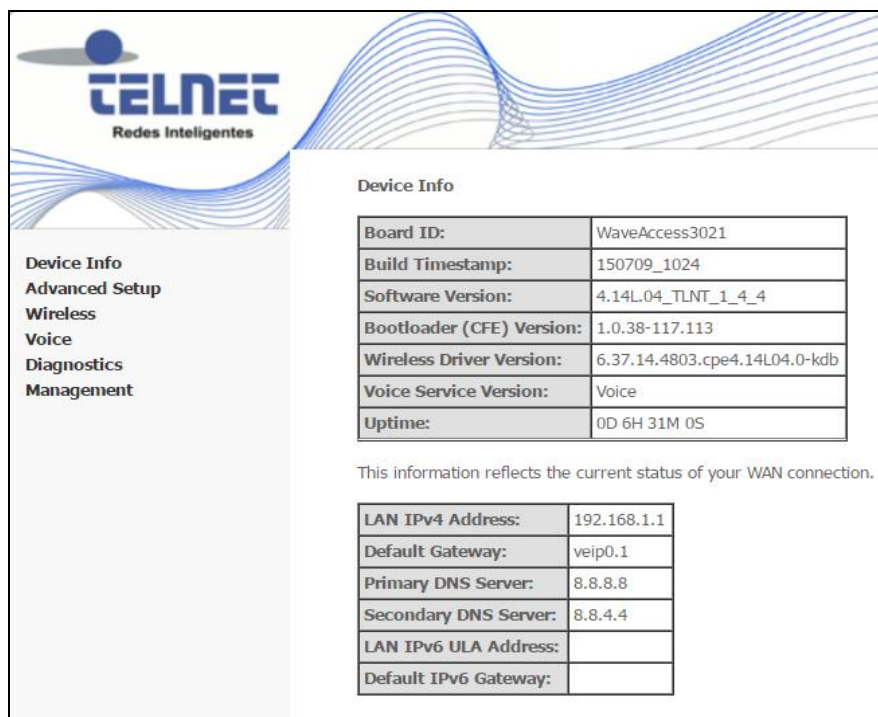 TELNET
Redes Inteligentes
Device Info
Advanced Setup
Wireless
Voice
Diagnostics
Management
Device Info
Board ID: WaveAccess3021
Build Timestamp: 150709_1024
Software Version: 4.14L.04_TLNT_1_4_4
Bootloader (CFE) Version: 1.0.38-117.113
Wireless Driver Version: 6.37.14.4803.cpe4.14L04.0-kdb
Voice Service Version: Voice
Uptime: 0D 6H 31M 0S
This information reflects the current status of your WAN connection.
LAN IPv4 Address: 192.168.1.1
Default Gateway: veip0.1
Primary DNS Server: 8.8.8.8
Secondary DNS Server: 8.8.4.4
LAN IPv6 ULA Address:
Default IPv6 Gateway: